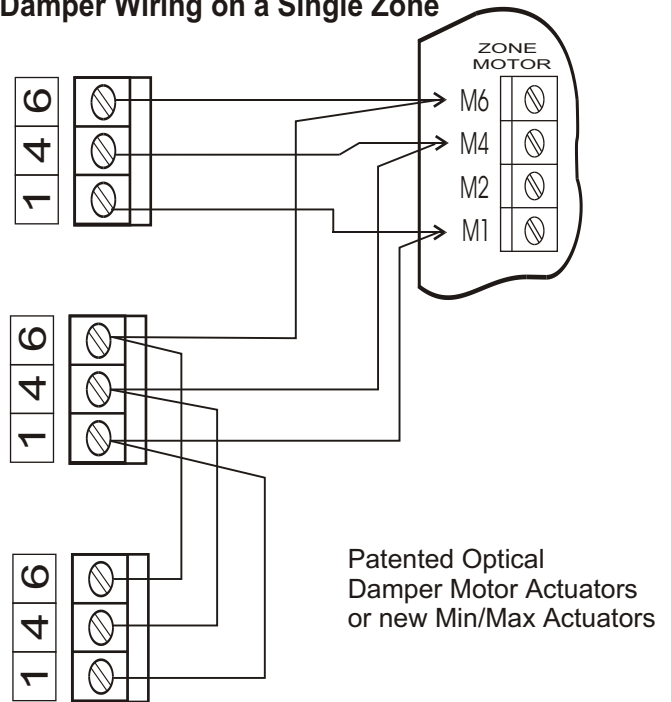 Damper Wiring on a Single Zone
ZONE
MOTOR
6
4
1
M6
M4
M2
M1
6
4
1
6
4
1
Patented Optical
Damper Motor Actuators
or new Min/Max Actuators